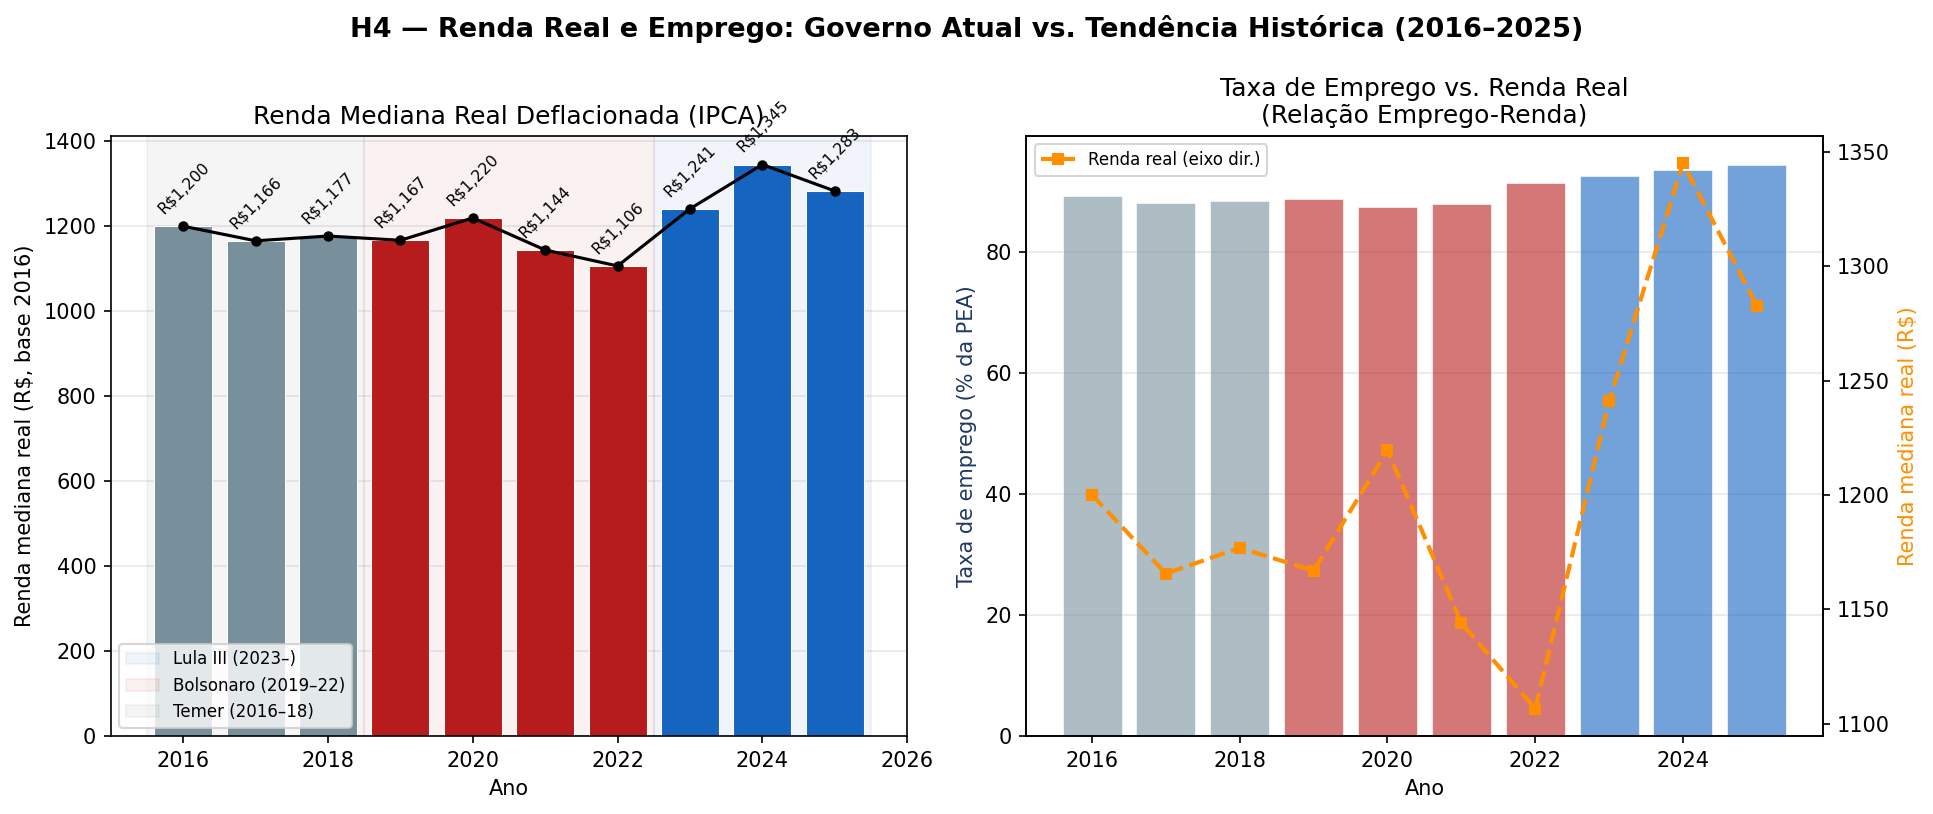 H4 — Renda Real e Emprego: Governo Atual vs. Tendência Histórica (2016–2025)
Renda Mediana Real Deflacionada (IPCA)
Renda mediana real (R$, base 2016)
1400
1200
1000
800
600
400
200
0
R$1,200
R$1,166
R$1,177
R$1,167
R$1,220
R$1,144
R$1,106
R$1,241
R$1,345
R$1,283
Lula III (2023–)
Bolsonaro (2019–22)
Temer (2016–18)
2016 2018 2020 2022 2024 2026
Ano
Taxa de Emprego vs. Renda Real
(Relação Emprego-Renda)
Renda real (eixo dir.)
Taxa de emprego (% da PEA)
80
60
40
20
0
1350
1300
1250
1200
1150
1100
Renda mediana real (R$)
2016 2018 2020 2022 2024
Ano